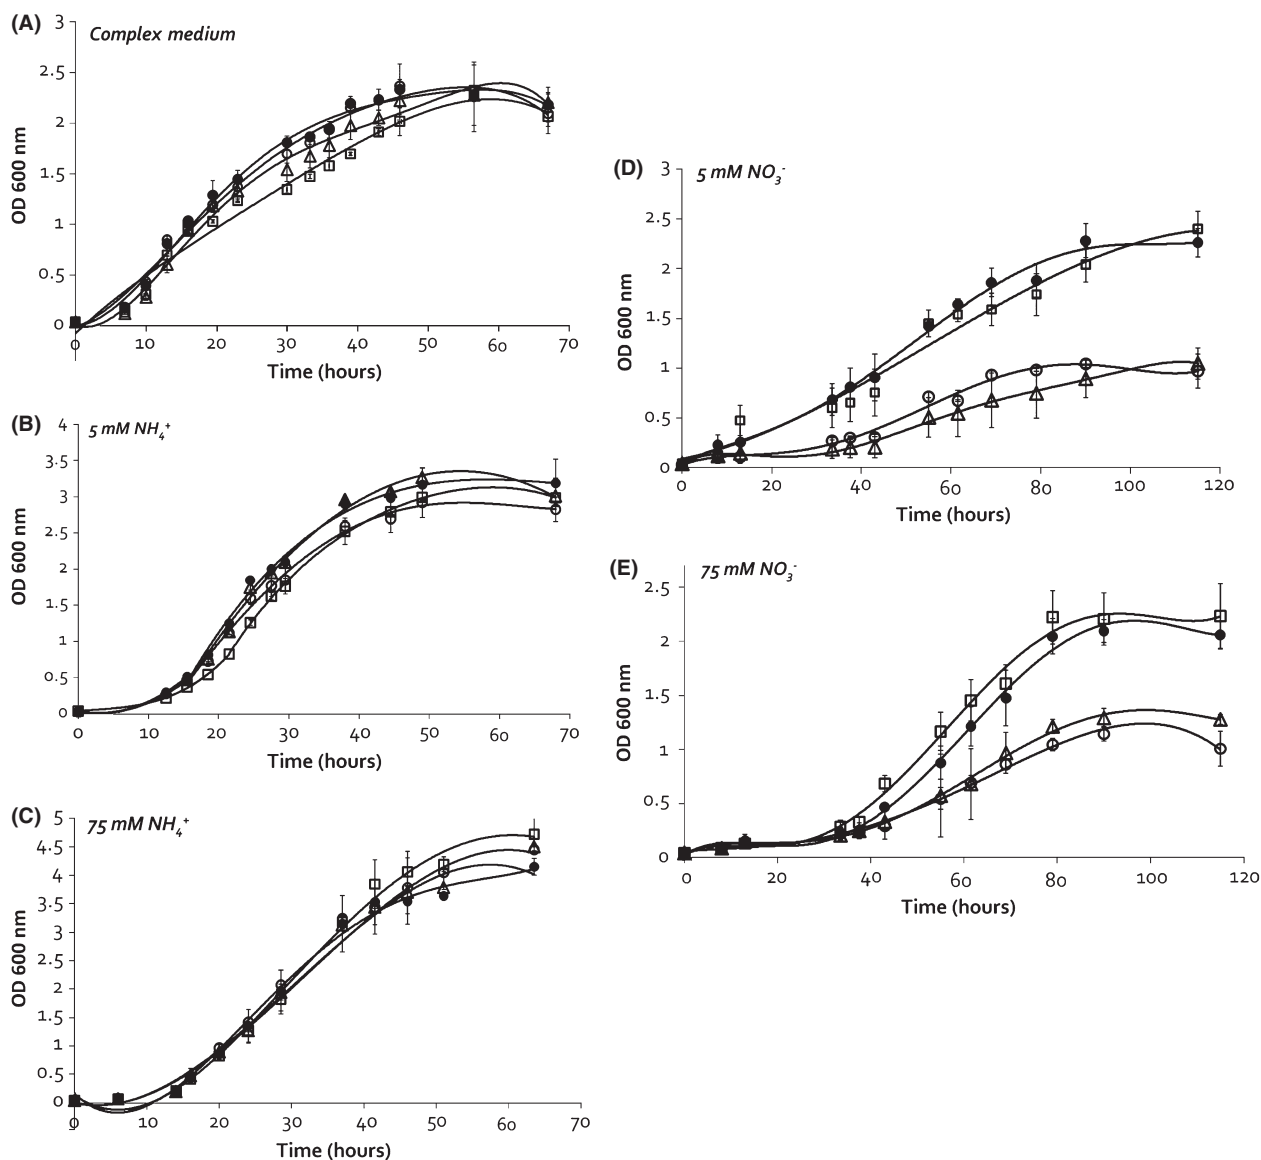 (A)
Complex medium
3
2.5
2
1.5
1
0.5
0
OD 600 nm
0 10 20 30 40 50 60 70
Time (hours)
(B)
5 mM NH₄⁺
4
3.5
3
2.5
2
1.5
1
0.5
0
OD 600 nm
0 10 20 30 40 50 60 70
Time (hours)
(C)
75 mM NH₄⁺
5
4.5
4
3.5
3
2.5
2
1.5
1
0.5
0
OD 600 nm
0 10 20 30 40 50 60 70
Time (hours)
(D)
5 mM NO₃⁻
3
2.5
2
1.5
1
0.5
0
OD 600 nm
0 20 40 60 80 100 120
Time (hours)
(E)
75 mM NO₃⁻
2.5
2
1.5
1
0.5
0
OD 600 nm
0 20 40 60 80 100 120
Time (hours)